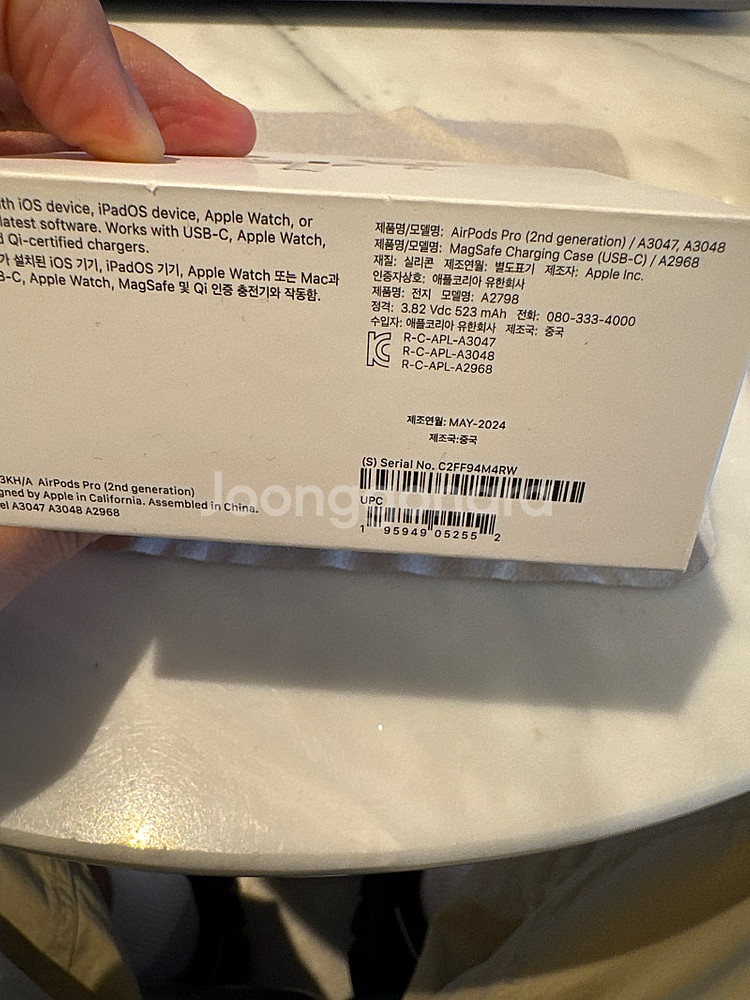 th iOS device, iPadOS device, Apple Watch, or
latest software. Works with USB-C, Apple Watch,
Qi-certified chargers.
가 설치된 iOS 기기, iPadOS 기기, Apple Watch 또는 Mac과
B-C, Apple Watch, MagSafe 및 Qi 인증 충전기와 작동함.
3KH/A AirPods Pro (2nd generation)
gned by Apple in California. Assembled in China.
el A3047 A3048 A2968
제품명/모델명: AirPods Pro (2nd generation) / A3047, A3048
제품명/모델명: MagSafe Charging Case (USB-C) / A2968
재질: 실리콘 제조연월: 별도표기 제조자: Apple Inc.
인증자상호: 애플코리아 유한회사
제품명: 전지 모델명: A2798
정격: 3.82 Vdc 523 mAh 전화: 080-333-4000
수입자: 애플코리아 유한회사 제조국: 중국
R-C-APL-A3047
R-C-APL-A3048
R-C-APL-A2968
제조연월: MAY-2024
제조국:중국
(S) Serial No. C2FF94M4RW
UPC
1 95949 05255 2
Joonggonara